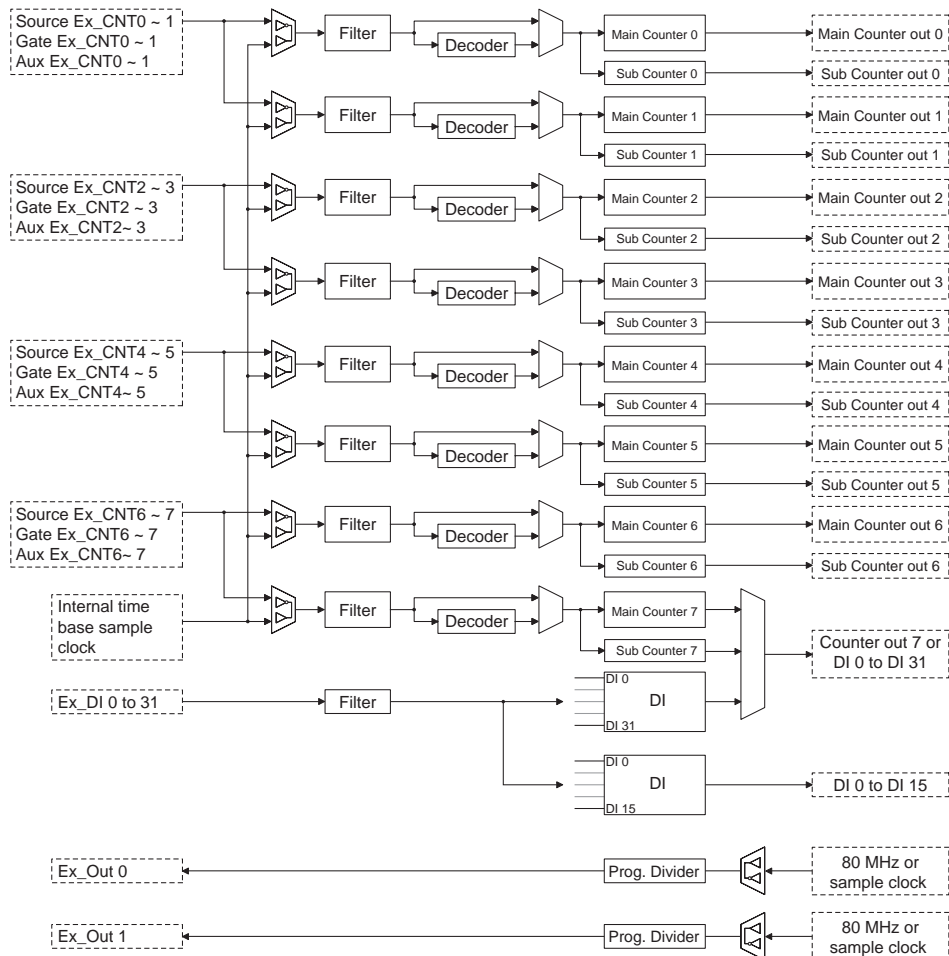 Source Ex_CNT0 ~ 1
Gate Ex_CNT0 ~ 1
Aux Ex_CNT0 ~ 1
Filter
Decoder
Main Counter 0
Sub Counter 0
Main Counter out 0
Sub Counter out 0
Filter
Decoder
Main Counter 1
Sub Counter 1
Main Counter out 1
Sub Counter out 1
Source Ex_CNT2 ~ 3
Gate Ex_CNT2 ~ 3
Aux Ex_CNT2~ 3
Filter
Decoder
Main Counter 2
Sub Counter 2
Main Counter out 2
Sub Counter out 2
Filter
Decoder
Main Counter 3
Sub Counter 3
Main Counter out 3
Sub Counter out 3
Source Ex_CNT4 ~ 5
Gate Ex_CNT4 ~ 5
Aux Ex_CNT4~ 5
Filter
Decoder
Main Counter 4
Sub Counter 4
Main Counter out 4
Sub Counter out 4
Filter
Decoder
Main Counter 5
Sub Counter 5
Main Counter out 5
Sub Counter out 5
Source Ex_CNT6 ~ 7
Gate Ex_CNT6 ~ 7
Aux Ex_CNT6~ 7
Filter
Decoder
Main Counter 6
Sub Counter 6
Main Counter out 6
Sub Counter out 6
Internal time
base sample
clock
Filter
Decoder
Main Counter 7
Sub Counter 7
Counter out 7 or
DI 0 to DI 31
Ex_DI 0 to 31
Filter
DI 0
DI
DI 31
DI 0
DI
DI 15
DI 0 to DI 15
Ex_Out 0
Prog. Divider
80 MHz or
sample clock
Ex_Out 1
Prog. Divider
80 MHz or
sample clock